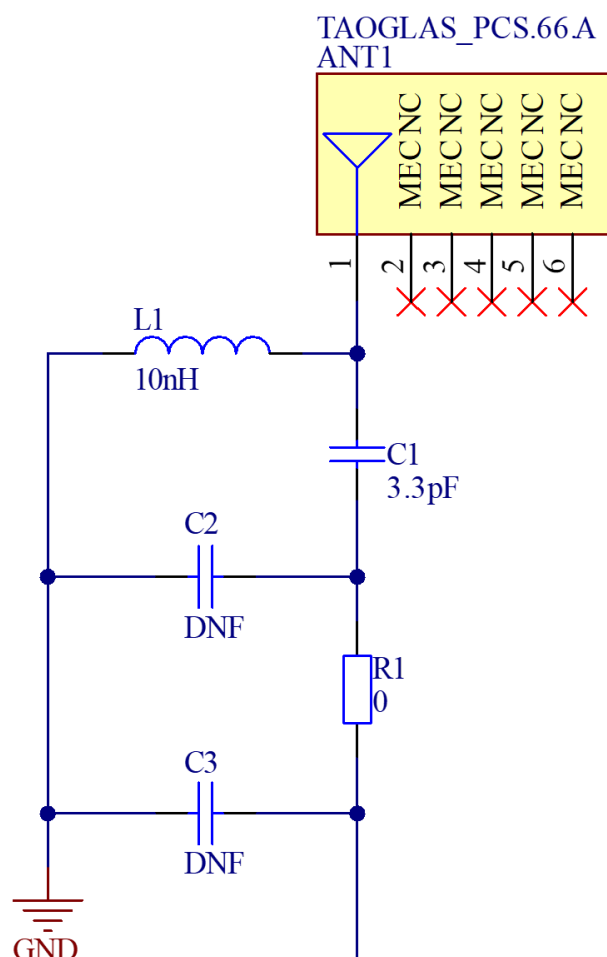 TAOGLAS_PCS.66.A
ANT1
MEC NC
MEC NC
MEC NC
MEC NC
MEC NC
1
2
3
4
5
6
L1
10nH
C1
3.3pF
C2
DNF
R1
0
C3
DNF
GND